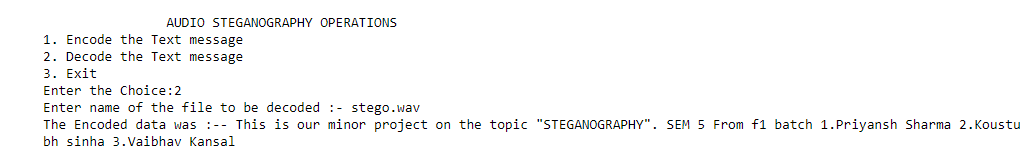 AUDIO STEGANOGRAPHY OPERATIONS
1. Encode the Text message
2. Decode the Text message
3. Exit
Enter the Choice:2
Enter name of the file to be decoded :- stego.wav
The Encoded data was :-- This is our minor project on the topic "STEGANOGRAPHY". SEM 5 From f1 batch 1.Priyansh Sharma 2.Koustu
bh sinha 3.Vaibhav Kansal